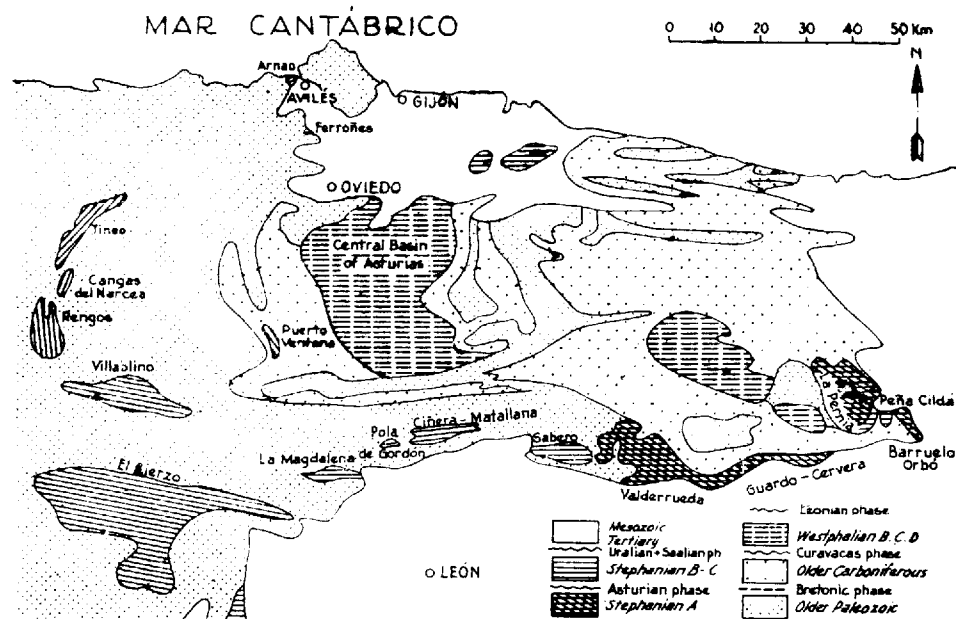 MAR CANTÁBRICO
0 10 20 30 40 50 Km
N
Arnao
AVILÉS
GIJON
Ferroñes
OVIEDO
Tineo
Central Basin
of Asturias
Cangas
del Narcea
Rengos
Puerto
Ventana
Villablino
La Pernia
Peña Cilda
Ciñera-Matallana
Pola
de Gordón
Sabero
La Magdalena
Barruelo
Orbó
El Bierzo
Guardo-Cervera
Valderrueda
LEÓN
Mesozoic
Tertiary
Uralian+Saalian ph
Stephanian B-C
Asturian phase
Stephanian A
Leonian phase
Westphalian B.C.D
Curavacas phase
Older Carboniferous
Bretonic phase
Older Paleozoic